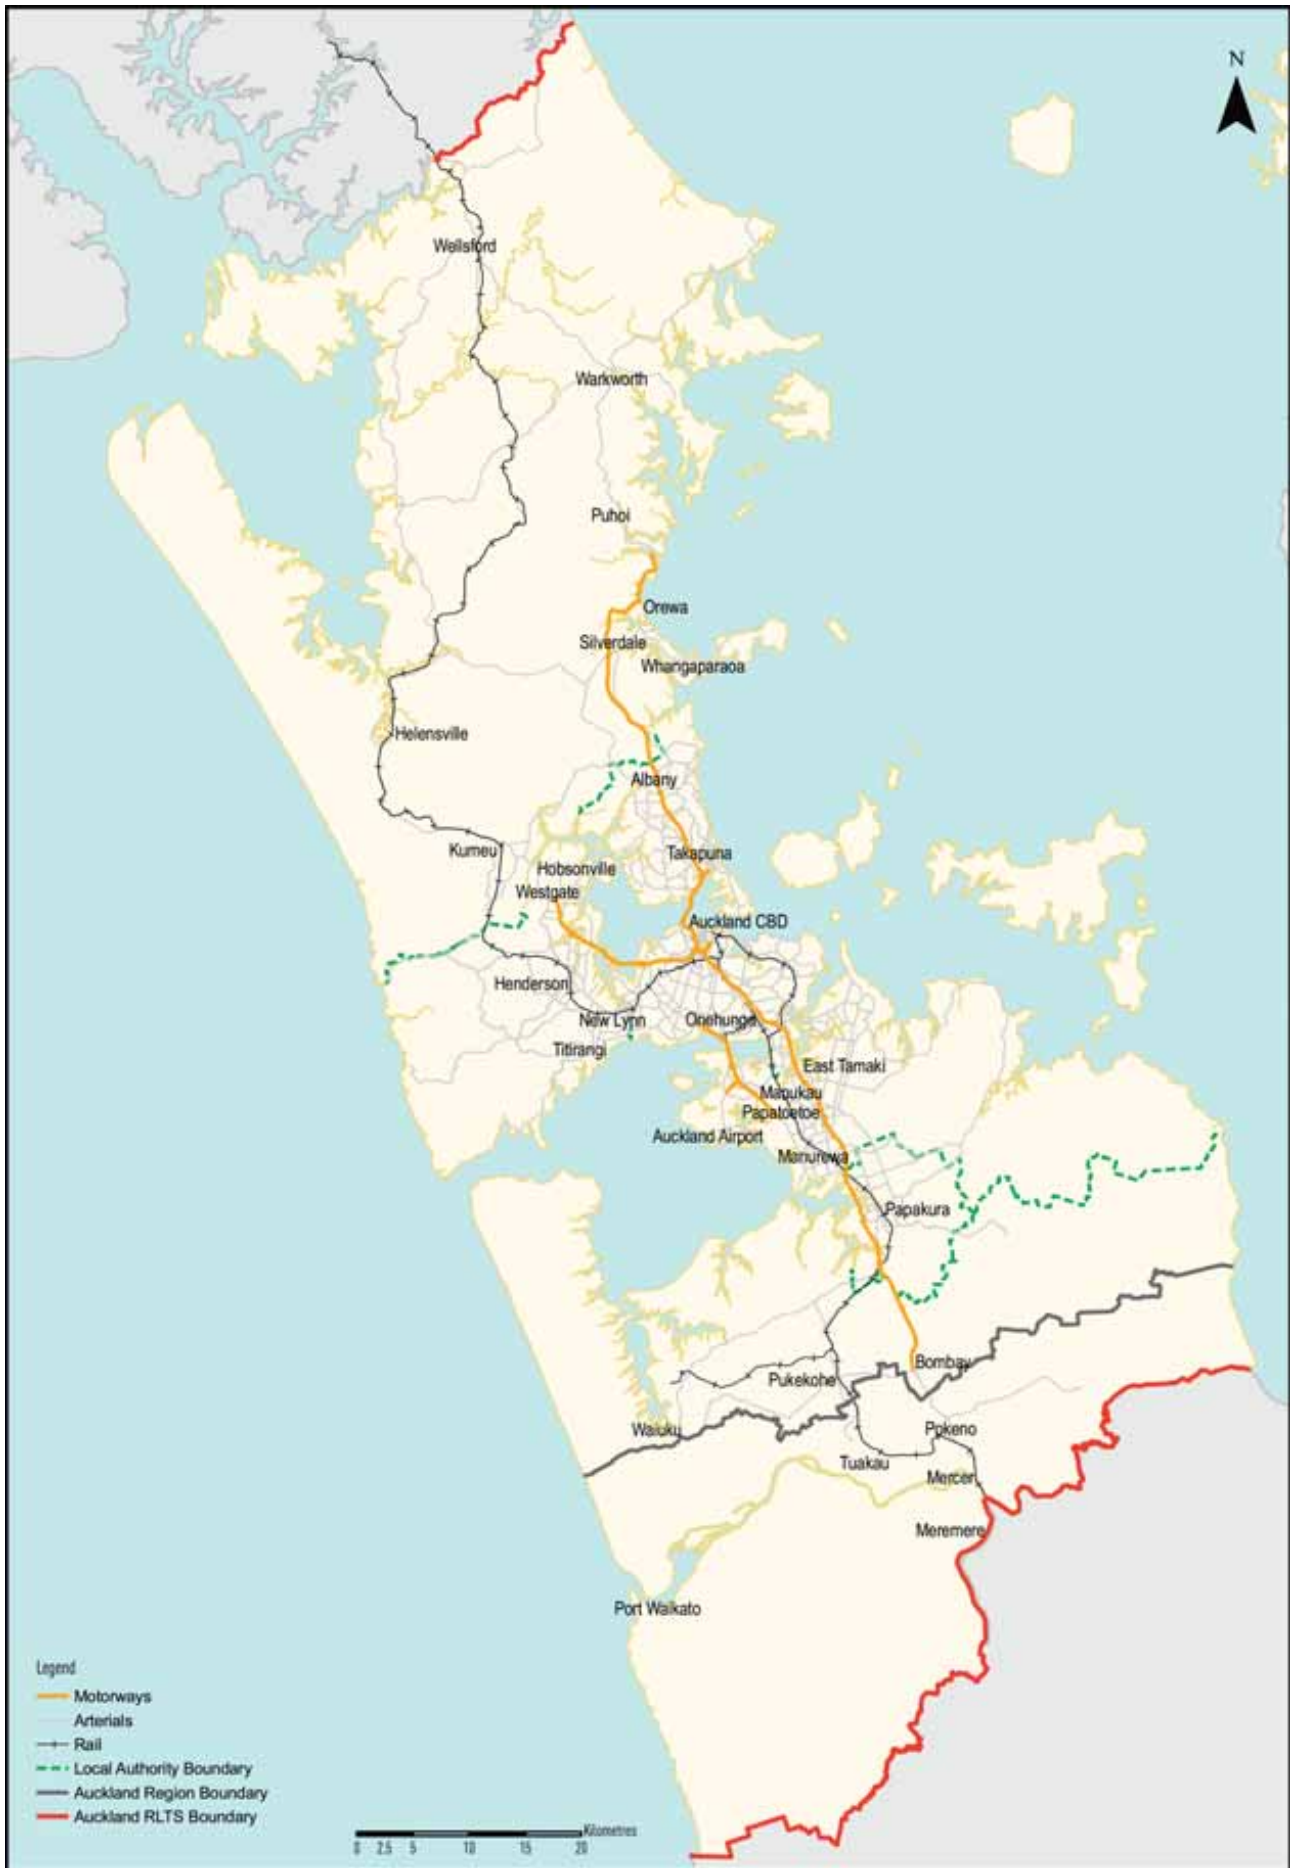 N
Wellsford
Warkworth
Puhoi
Orewa
Silverdale
Whangaparaoa
Helensville
Albany
Kumeu
Takapuna
Hobsonville
Westgate
Auckland CBD
Henderson
New Lynn
Onehunga
Titirangi
East Tamaki
Manukau
Papatoetoe
Auckland Airport
Manurewa
Papakura
Bombay
Pukekohe
Waiuku
Pokeno
Tuakau
Mercer
Meremere
Port Waikato
Legend
Motorways
Arterials
Rail
Local Authority Boundary
Auckland Region Boundary
Auckland RLTS Boundary
Kilometres
0 2.5 5 10 15 20